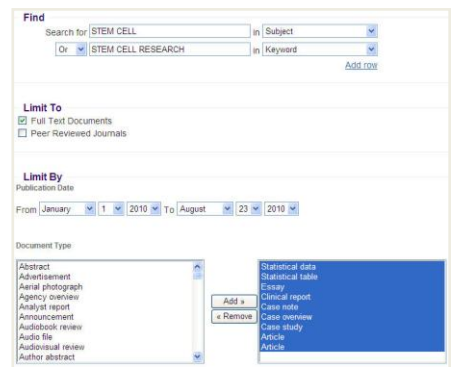 Find
Search for STEM CELL in Subject
Or STEM CELL RESEARCH in Keyword
Add row
Limit To
Full Text Documents
Peer Reviewed Journals
Limit By
Publication Date
From January 1 2010 To August 23 2010
Document Type
Abstract
Advertisement
Aerial photograph
Agency overview
Analyst report
Announcement
Audiobook review
Audio file
Audiovisual review
Author abstract
Add »
« Remove
Statistical data
Statistical table
Essay
Clinical report
Case note
Case overview
Case study
Article
Article